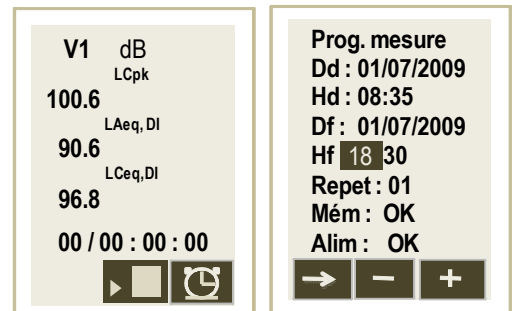 V1 dB
LCpk
100.6
LAeq, DI
90.6
LCeq,DI
96.8
00 / 00 : 00 : 00
Prog. mesure
Dd : 01/07/2009
Hd : 08:35
Df : 01/07/2009
Hf 18 30
Repet : 01
Mém : OK
Alim : OK